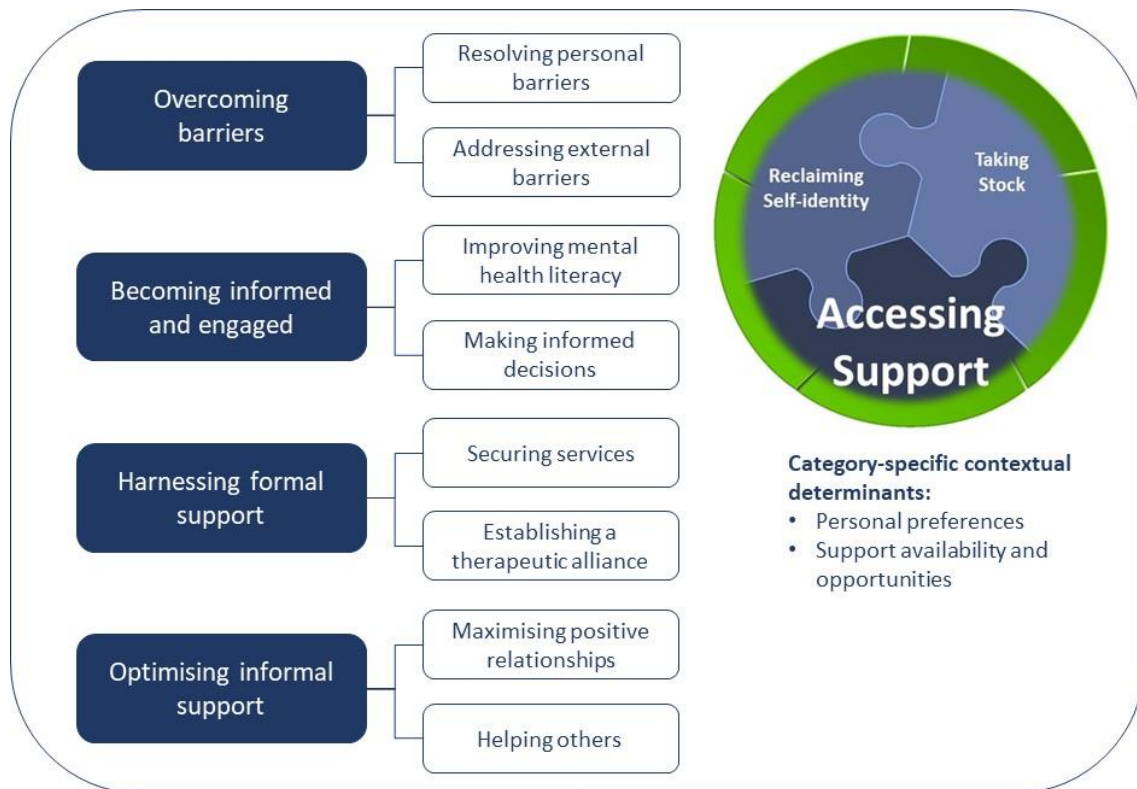 Overcoming
barriers
Resolving personal
barriers
Addressing external
barriers
Becoming informed
and engaged
Improving mental
health literacy
Making informed
decisions
Harnessing formal
support
Securing services
Establishing a
therapeutic alliance
Optimising informal
support
Maximising positive
relationships
Helping others
Reclaiming
Self-identity
Taking
Stock
Accessing
Support
Category-specific contextual
determinants:
• Personal preferences
• Support availability and
opportunities